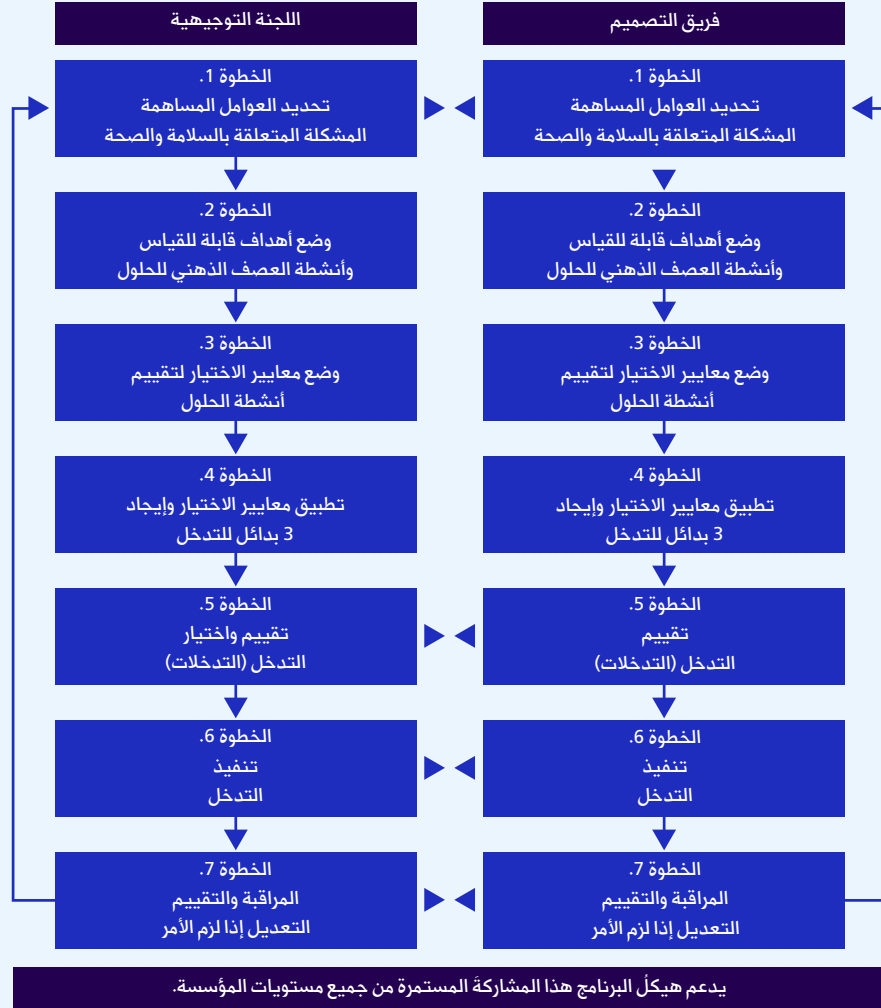 فريق التصميم
الخطوة 1.
تحديد العوامل المساهمة
المشكلة المتعلقة بالسلامة والصحة
الخطوة 2.
وضع أهداف قابلة للقياس
وأنشطة العصف الذهني للحلول
الخطوة 3.
وضع معايير الاختيار لتقييم
أنشطة الحلول
الخطوة 4.
تطبيق معايير الاختيار وإيجاد
3 بدائل للتدخل
الخطوة 5.
تقييم
التدخل (التدخلات)
الخطوة 6.
تنفيذ
التدخل
الخطوة 7.
المراقبة والتقييم
التعديل إذا لزم الأمر
اللجنة التوجيهية
الخطوة 1.
تحديد العوامل المساهمة
المشكلة المتعلقة بالسلامة والصحة
الخطوة 2.
وضع أهداف قابلة للقياس
وأنشطة العصف الذهني للحلول
الخطوة 3.
وضع معايير الاختيار لتقييم
أنشطة الحلول
الخطوة 4.
تطبيق معايير الاختيار وإيجاد
3 بدائل للتدخل
الخطوة 5.
تقييم واختيار
التدخل (التدخلات)
الخطوة 6.
تنفيذ
التدخل
الخطوة 7.
المراقبة والتقييم
التعديل إذا لزم الأمر
يدعم هيكلُ البرنامج هذا المشاركةَ المستمرة من جميع مستويات المؤسسة.